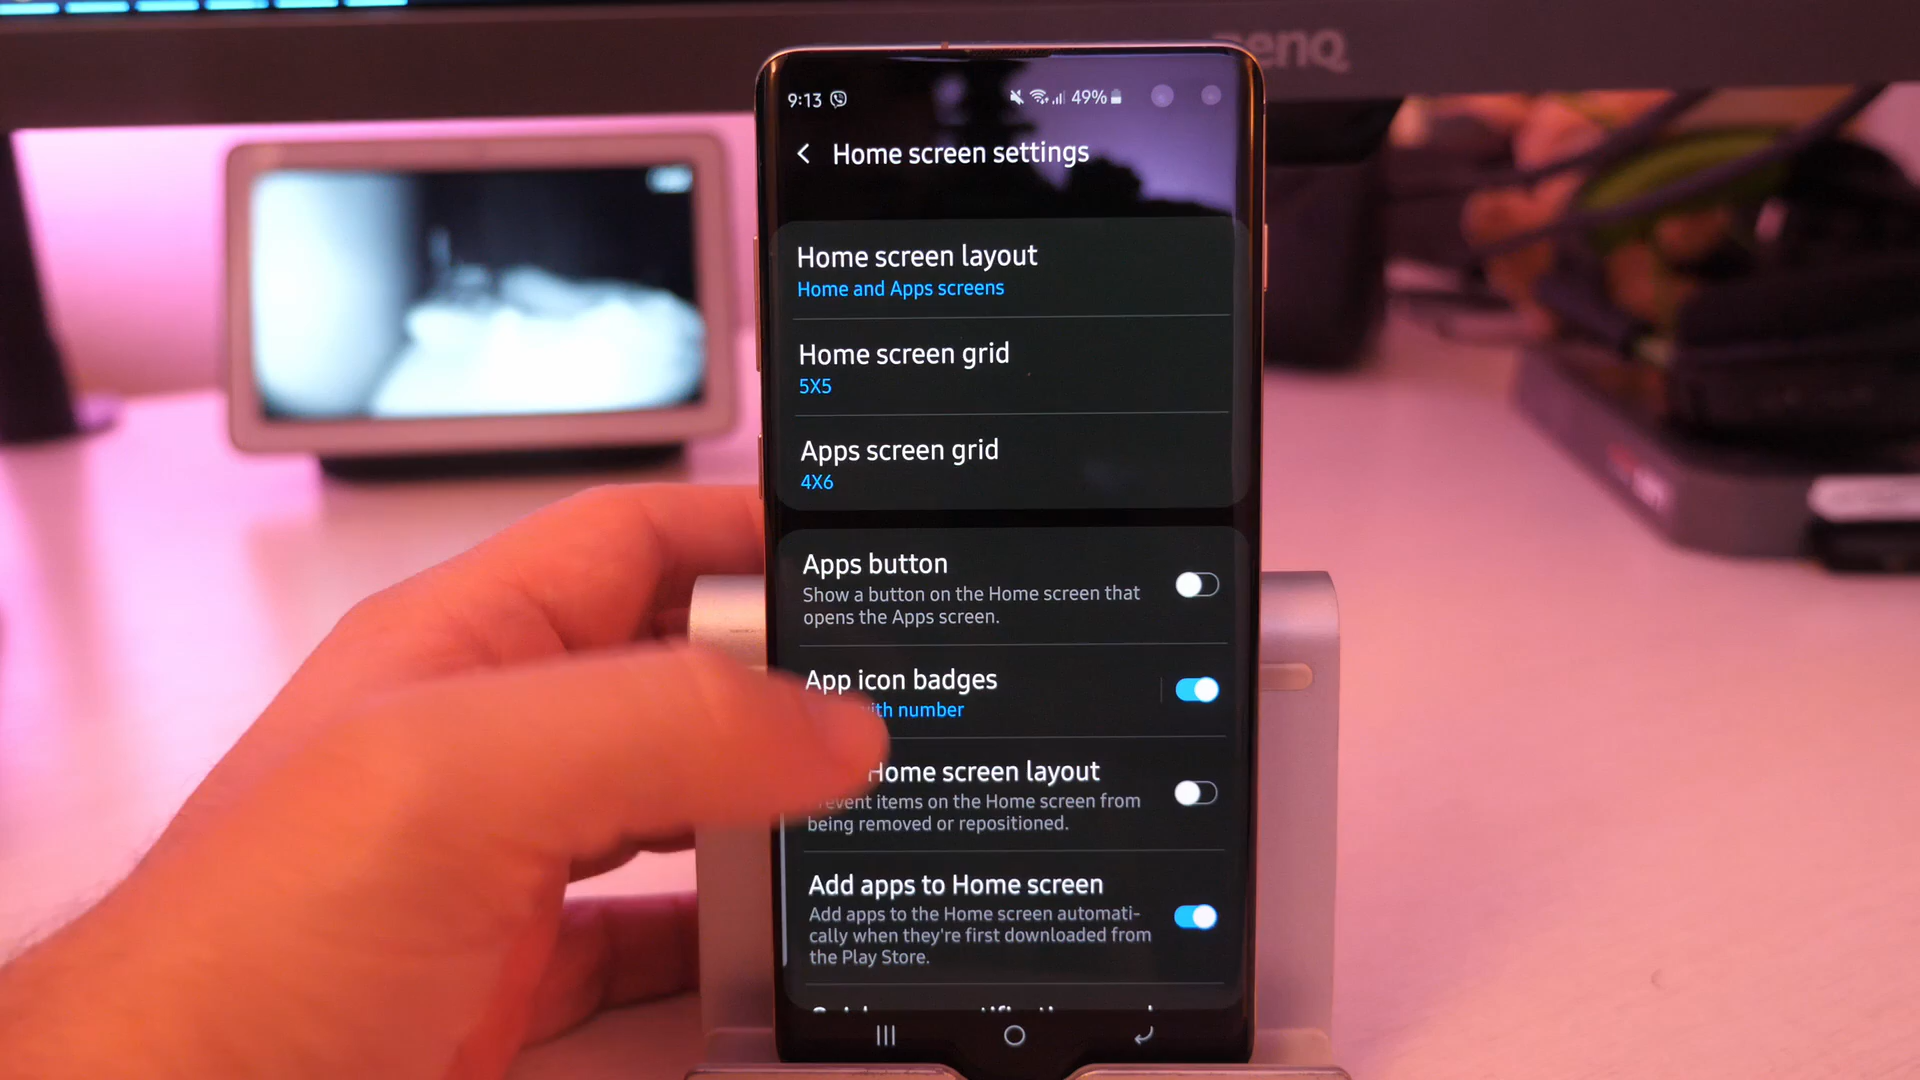 BenQ
9:13
49%
Home screen settings
Home screen layout
Home and Apps screens
Home screen grid
5X5
Apps screen grid
4X6
Apps button
Show a button on the Home screen that
opens the Apps screen.
App icon badges
with number
Home screen layout
Prevent items on the Home screen from
being removed or repositioned.
Add apps to Home screen
Add apps to the Home screen automati-
cally when they're first downloaded from
the Play Store.